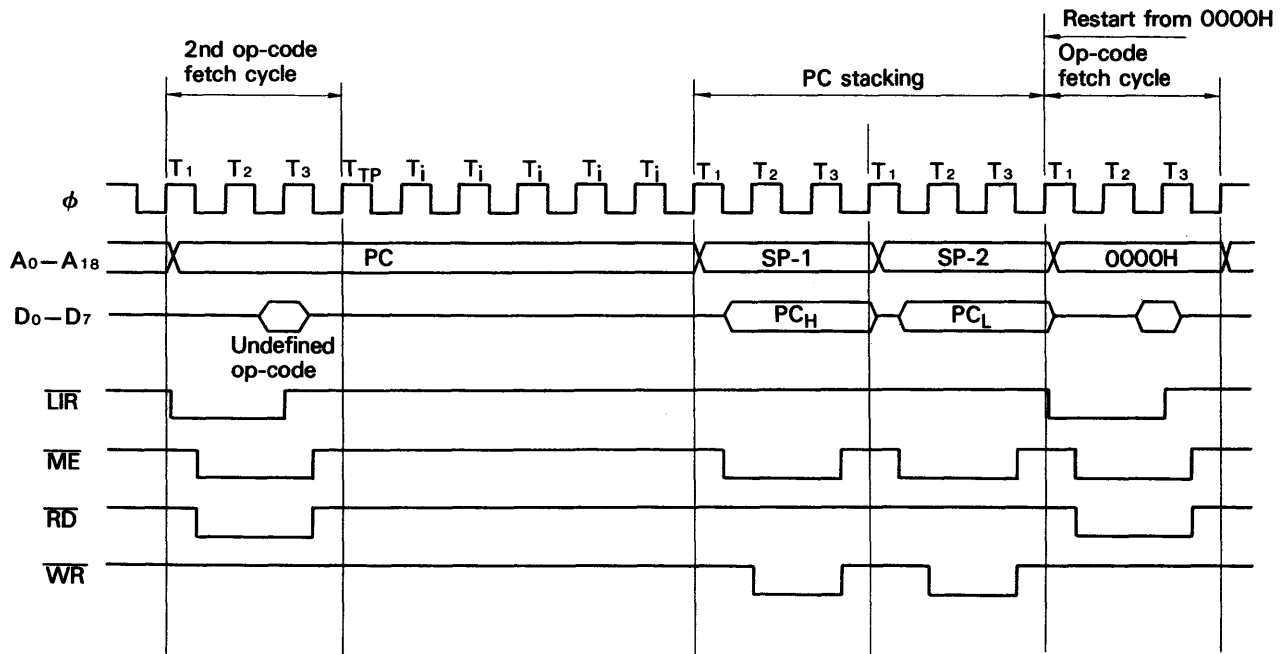 Restart from 0000H
2nd op-code
fetch cycle
PC stacking
Op-code
fetch cycle
T1 T2 T3 TTP Ti Ti Ti Ti Ti T1 T2 T3 T1 T2 T3 T1 T2 T3
ϕ
A0–A18 PC SP-1 SP-2 0000H
D0–D7 PCH PCL
Undefined
op-code
LIR
ME
RD
WR